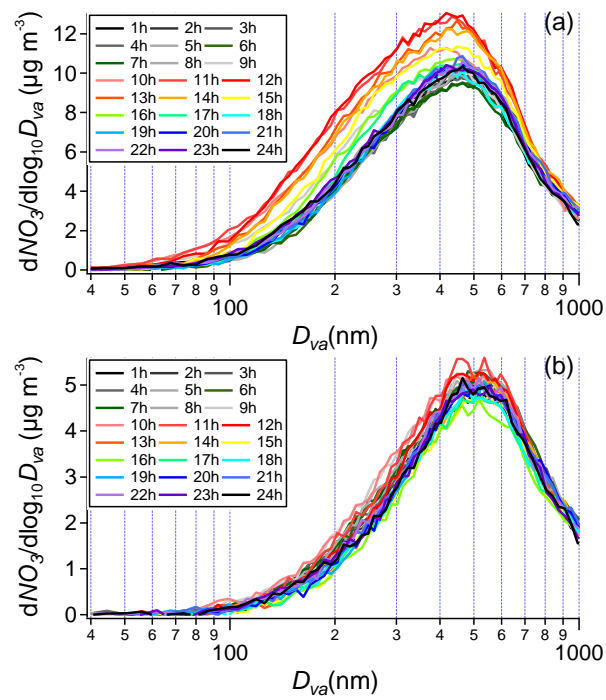 (a)
1h 2h 3h
4h 5h 6h
7h 8h 9h
10h 11h 12h
13h 14h 15h
16h 17h 18h
19h 20h 21h
22h 23h 24h
12
10
8
6
4
2
0
dNO3/dlog10Dva (µg m-3)
4 5 6 7 8 9 100 2 3 4 5 6 7 8 9 1000
Dva(nm)
(b)
1h 2h 3h
4h 5h 6h
7h 8h 9h
10h 11h 12h
13h 14h 15h
16h 17h 18h
19h 20h 21h
22h 23h 24h
5
4
3
2
1
0
dNO3/dlog10Dva (µg m-3)
4 5 6 7 8 9 100 2 3 4 5 6 7 8 9 1000
Dva(nm)